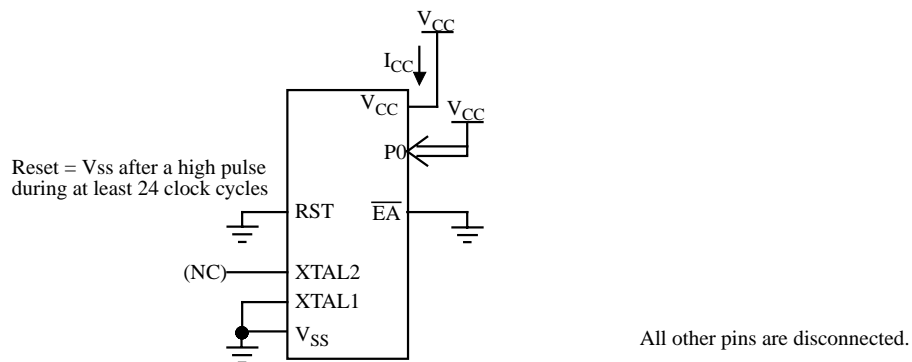 VCC
ICC
VCC
VCC
P0
Reset = Vss after a high pulse
during at least 24 clock cycles
RST
EA
(NC)
XTAL2
XTAL1
VSS
All other pins are disconnected.